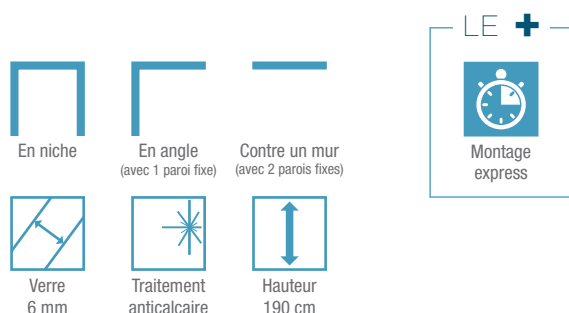 LE +
En niche
En angle
(avec 1 paroi fixe)
Contre un mur
(avec 2 parois fixes)
Montage
express
Verre
6 mm
Traitement
anticalcaire
Hauteur
190 cm